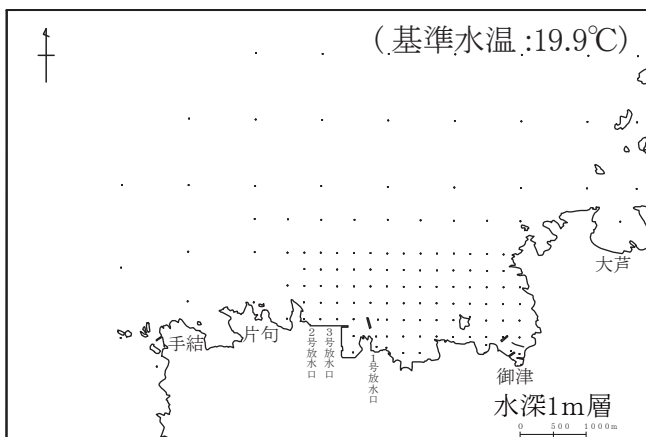 (基準水温:19.9℃)
大芦
手結
片句
2号放水口
3号放水口
1号放水口
御津
水深1m層
0 500 1000m